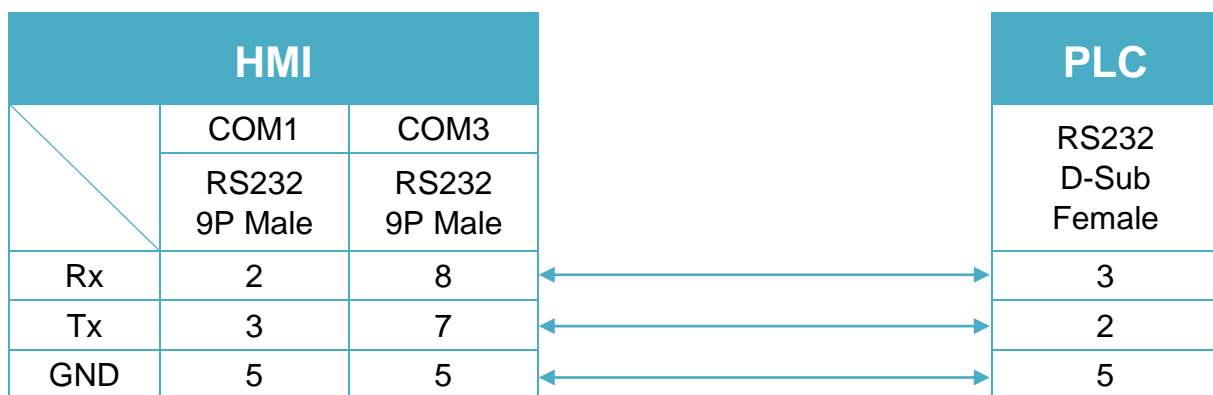 HMI
PLC
COM1 COM3
RS232
D-Sub
Female
RS232
9P Male
RS232
9P Male
Rx 2 8 3
Tx 3 7 2
GND 5 5 5